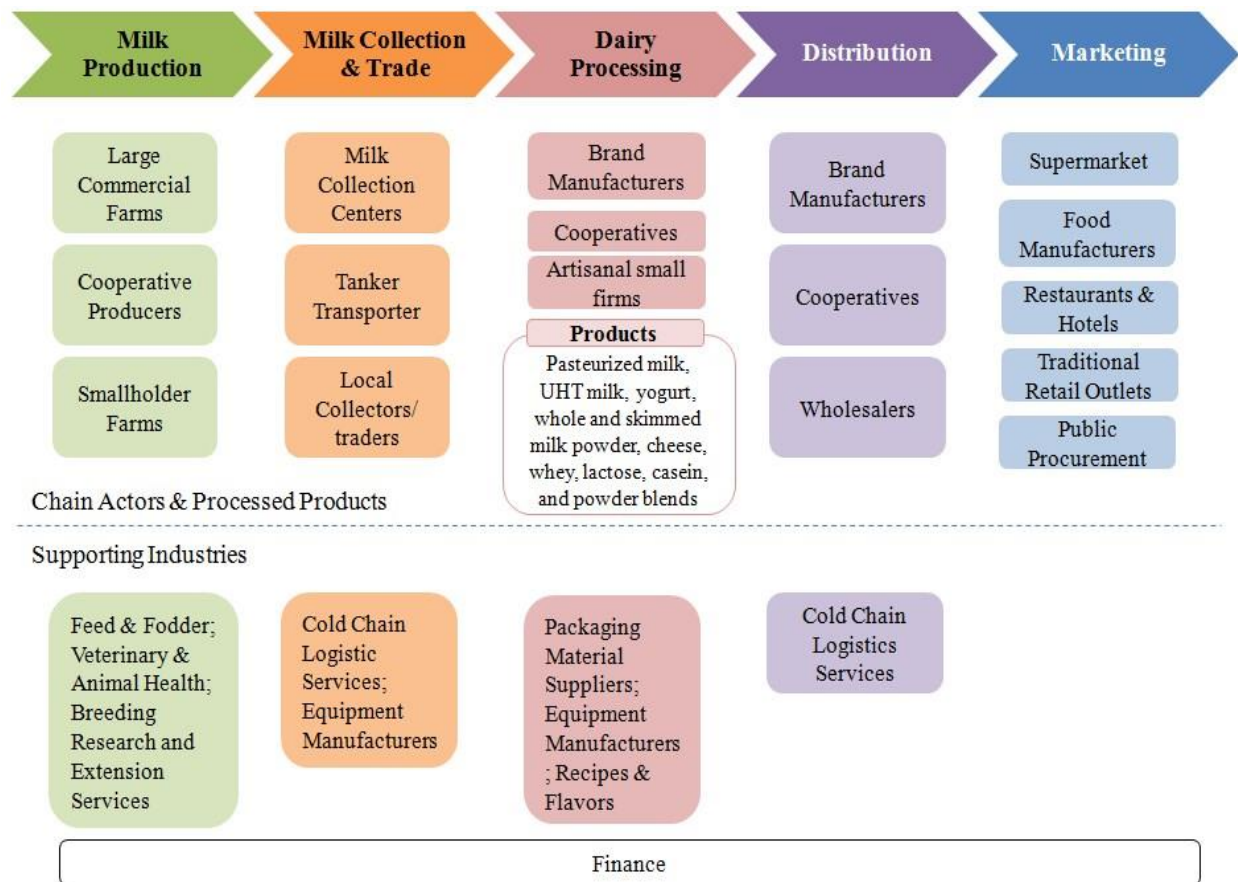 Milk
Production
Milk Collection
& Trade
Dairy
Processing
Distribution
Marketing
Large
Commercial
Farms
Cooperative
Producers
Smallholder
Farms
Milk
Collection
Centers
Tanker
Transporter
Local
Collectors/
traders
Brand
Manufacturers
Cooperatives
Artisanal small
firms
Products
Pasteurized milk,
UHT milk, yogurt,
whole and skimmed
milk powder, cheese,
whey, lactose, casein,
and powder blends
Brand
Manufacturers
Cooperatives
Wholesalers
Supermarket
Food
Manufacturers
Restaurants &
Hotels
Traditional
Retail Outlets
Public
Procurement
Chain Actors & Processed Products
Supporting Industries
Feed & Fodder;
Veterinary &
Animal Health;
Breeding
Research and
Extension
Services
Cold Chain
Logistic
Services;
Equipment
Manufacturers
Packaging
Material
Suppliers;
Equipment
Manufacturers
; Recipes &
Flavors
Cold Chain
Logistics
Services
Finance